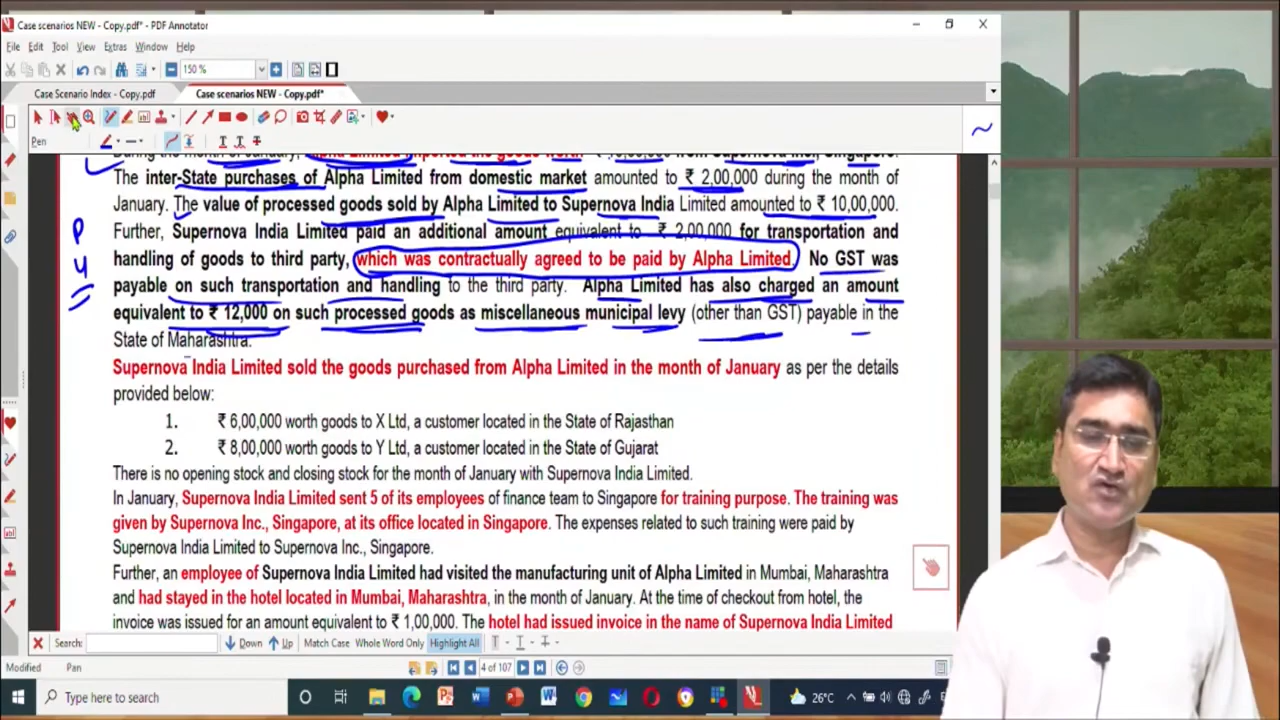 Case scenarios NEW - Copy.pdf* - PDF Annotator
File Edit Tool View Extras Window Help
150 %
Case Scenario Index - Copy.pdf Case scenarios NEW - Copy.pdf*
Pen
The inter-State purchases of Alpha Limited from domestic market amounted to ₹ 2,00,000 during the month of
January. The value of processed goods sold by Alpha Limited to Supernova India Limited amounted to ₹ 10,00,000.
Further, Supernova India Limited paid an additional amount equivalent to ₹ 2,00,000 for transportation and
handling of goods to third party, which was contractually agreed to be paid by Alpha Limited. No GST was
payable on such transportation and handling to the third party. Alpha Limited has also charged an amount
equivalent to ₹ 12,000 on such processed goods as miscellaneous municipal levy (other than GST) payable in the
State of Maharashtra.
Supernova India Limited sold the goods purchased from Alpha Limited in the month of January as per the details
provided below:
1. ₹ 6,00,000 worth goods to X Ltd, a customer located in the State of Rajasthan
2. ₹ 8,00,000 worth goods to Y Ltd, a customer located in the State of Gujarat
There is no opening stock and closing stock for the month of January with Supernova India Limited.
In January, Supernova India Limited sent 5 of its employees of finance team to Singapore for training purpose. The training was
given by Supernova Inc., Singapore, at its office located in Singapore. The expenses related to such training were paid by
Supernova India Limited to Supernova Inc., Singapore.
Further, an employee of Supernova India Limited had visited the manufacturing unit of Alpha Limited in Mumbai, Maharashtra
and had stayed in the hotel located in Mumbai, Maharashtra, in the month of January. At the time of checkout from hotel, the
invoice was issued for an amount equivalent to ₹ 1,00,000. The hotel had issued invoice in the name of Supernova India Limited
Search: Down Up Match Case Whole Word Only Highlight All
Modified Pan 4 of 107
Type here to search 26°C